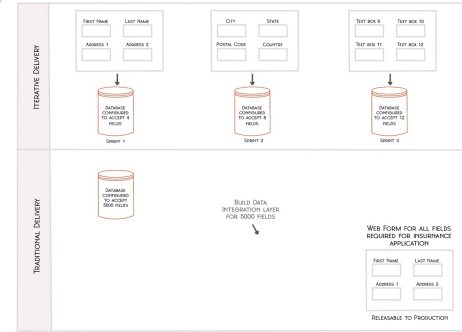 ITERATIVE DELIVERY
FIRST NAME LAST NAME
ADDRESS 1 ADDRESS 2
DATABASE
CONFIGURED
TO ACCEPT 4
FIELDS
SPRINT 1
CITY STATE
POSTAL CODE COUNTRY
DATABASE
CONFIGURED
TO ACCEPT 8
FIELDS
SPRINT 2
TEXT BOX 9 TEXT BOX 10
TEXT BOX 11 TEXT BOX 12
DATABASE
CONFIGURED
TO ACCEPT 12
FIELDS
SPRINT 3
TRADITIONAL DELIVERY
DATABASE
CONFIGURED
TO ACCEPT
5000 FIELDS
BUILD DATA
INTEGRATION LAYER
FOR 5000 FIELDS
WEB FORM FOR ALL FIELDS
REQUIRED FOR INSURNANCE
APPLICATION
FIRST NAME LAST NAME
ADDRESS 1 ADDRESS 2
RELEASABLE TO PRODUCTION